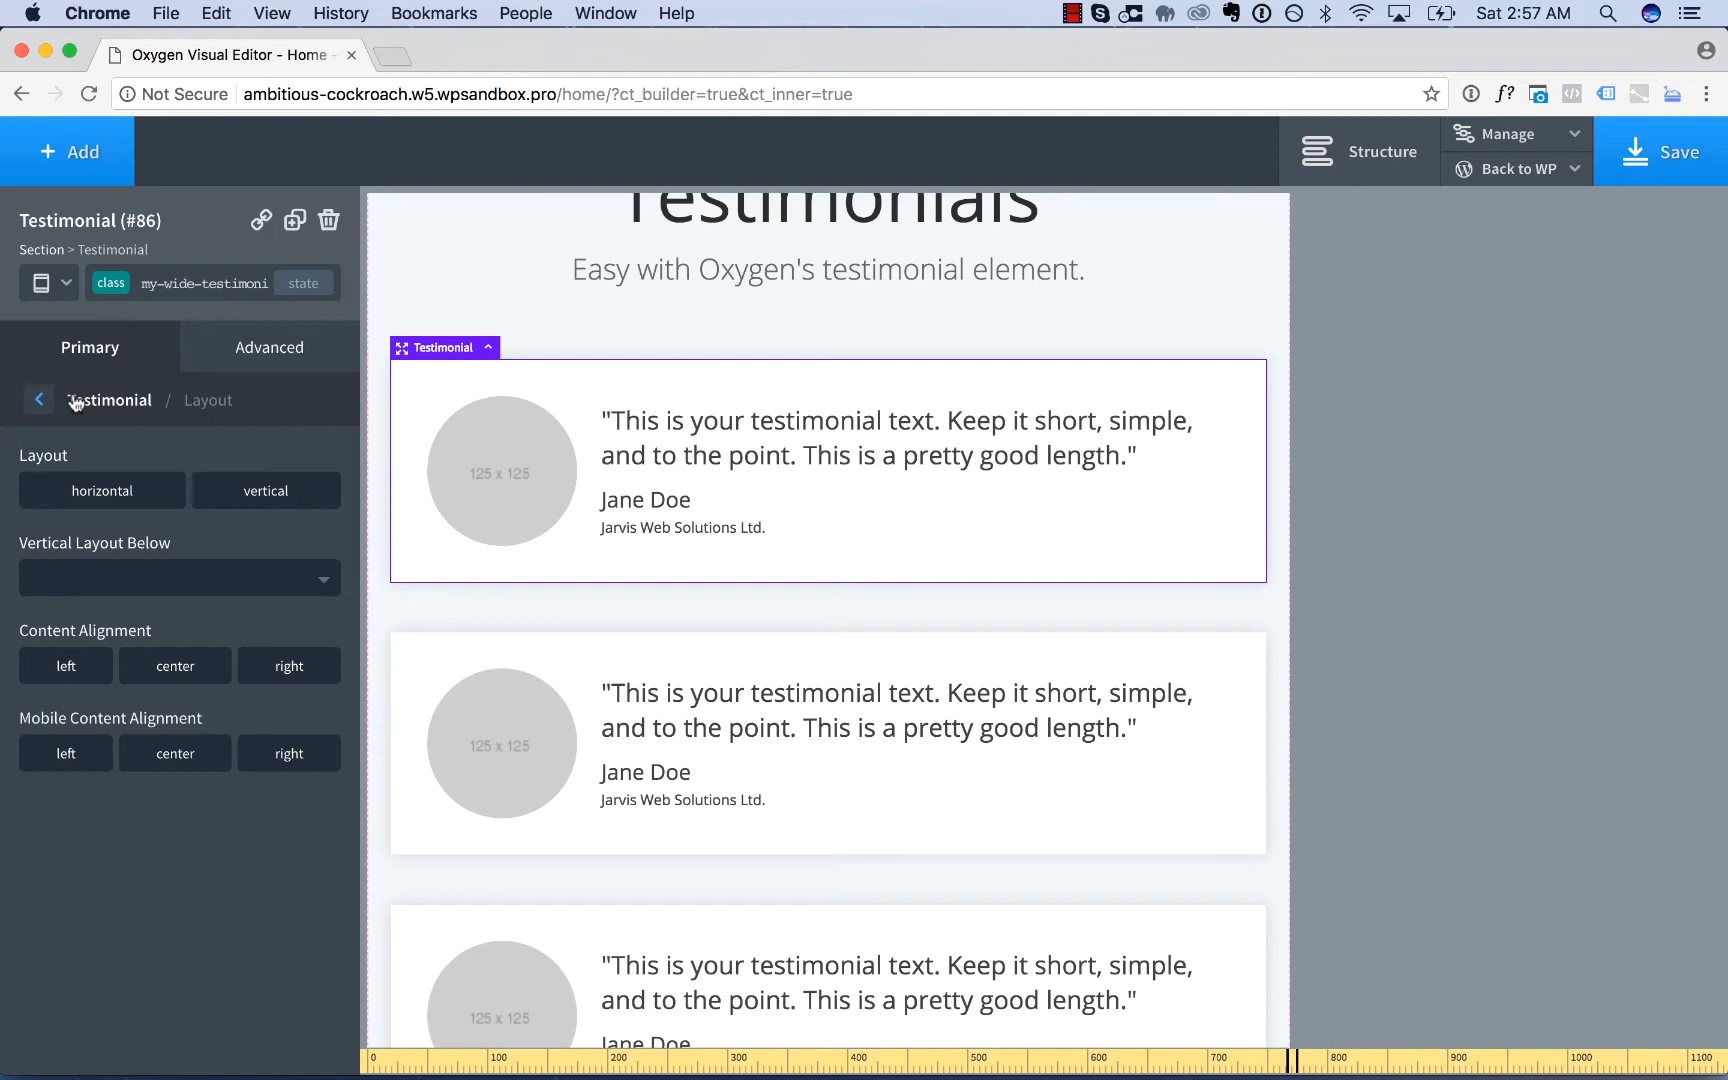 Chrome File Edit View History Bookmarks People Window Help Sat 2:57 AM
Oxygen Visual Editor - Home -
Not Secure ambitious-cockroach.w5.wpsandbox.pro/home/?ct_builder=true&ct_inner=true
f?
+ Add
Structure
Manage
Back to WP
Save
Testimonial (#86)
Section > Testimonial
class my-wide-testimoni state
Primary Advanced
Testimonial / Layout
Layout
horizontal vertical
Vertical Layout Below
Content Alignment
left center right
Mobile Content Alignment
left center right
Testimonials
Easy with Oxygen's testimonial element.
Testimonial
125 x 125
"This is your testimonial text. Keep it short, simple,
and to the point. This is a pretty good length."
Jane Doe
Jarvis Web Solutions Ltd.
125 x 125
"This is your testimonial text. Keep it short, simple,
and to the point. This is a pretty good length."
Jane Doe
Jarvis Web Solutions Ltd.
125 x 125
"This is your testimonial text. Keep it short, simple,
and to the point. This is a pretty good length."
Jane Doe
0 100 200 300 400 500 600 700 800 900 1000 1100